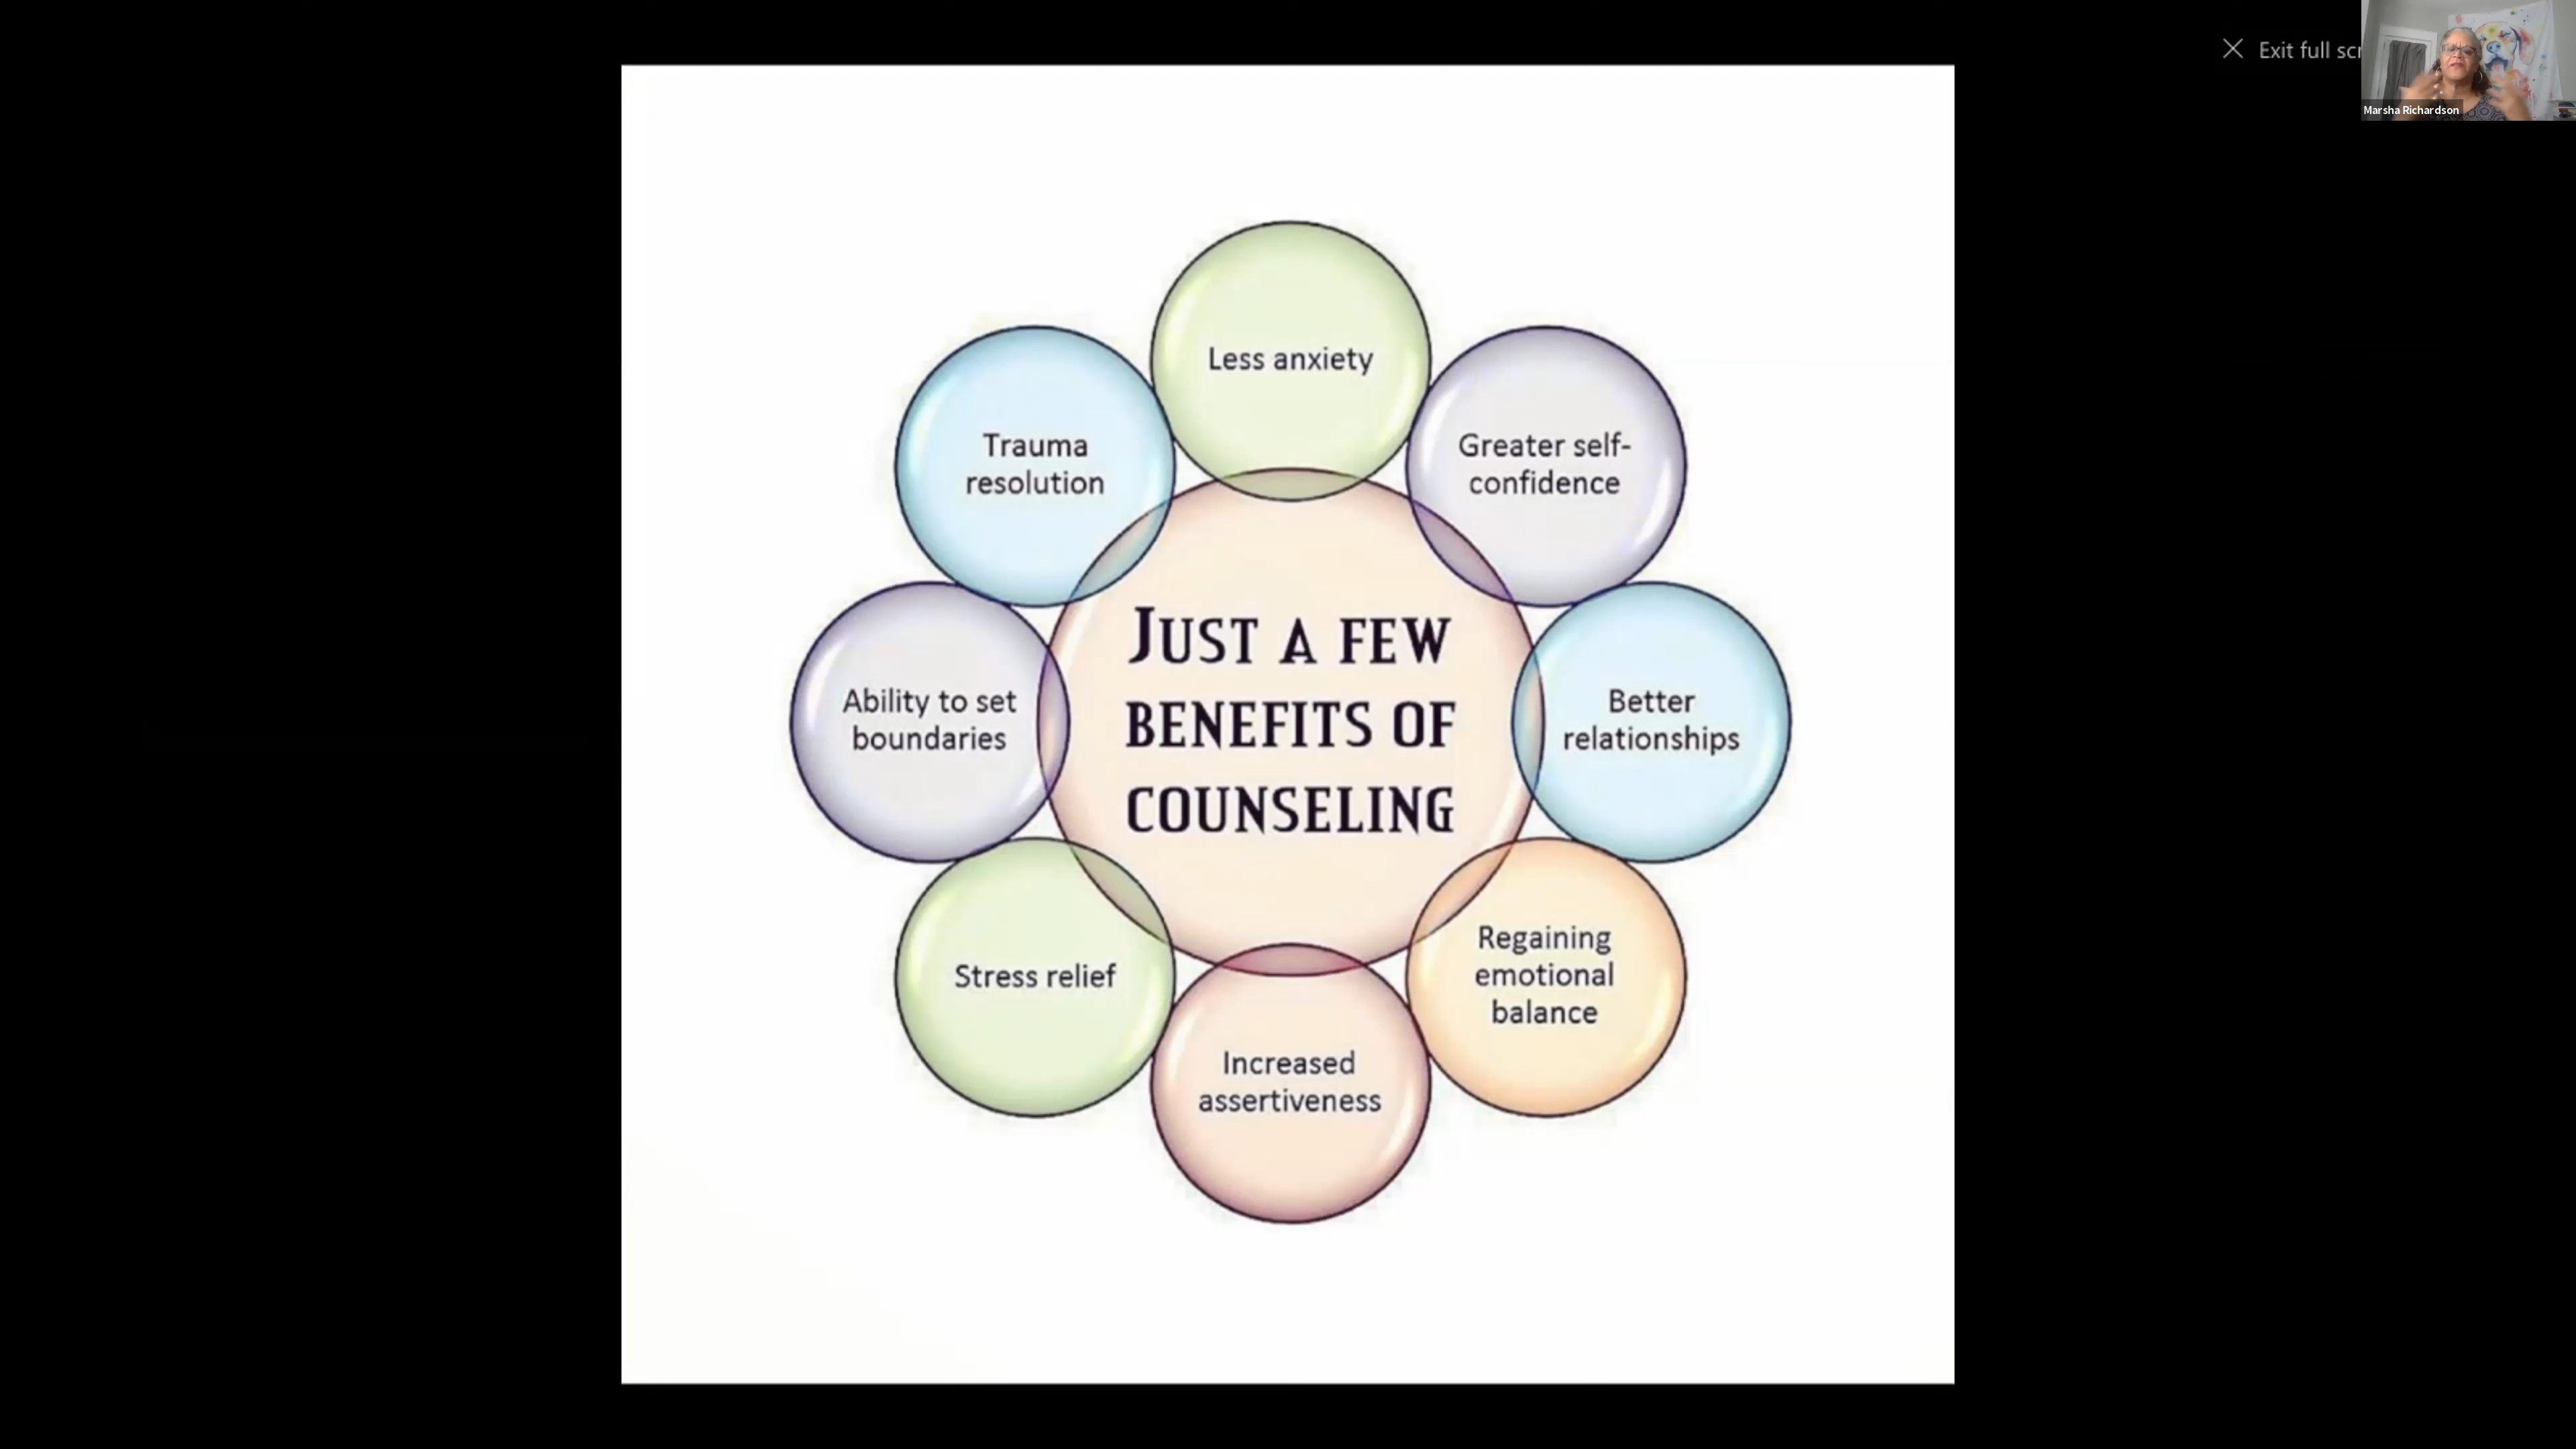 Exit full scr
Marsha Richardson
Less anxiety
Trauma
resolution
Greater self-
confidence
JUST A FEW
BENEFITS OF
COUNSELING
Ability to set
boundaries
Better
relationships
Stress relief
Regaining
emotional
balance
Increased
assertiveness